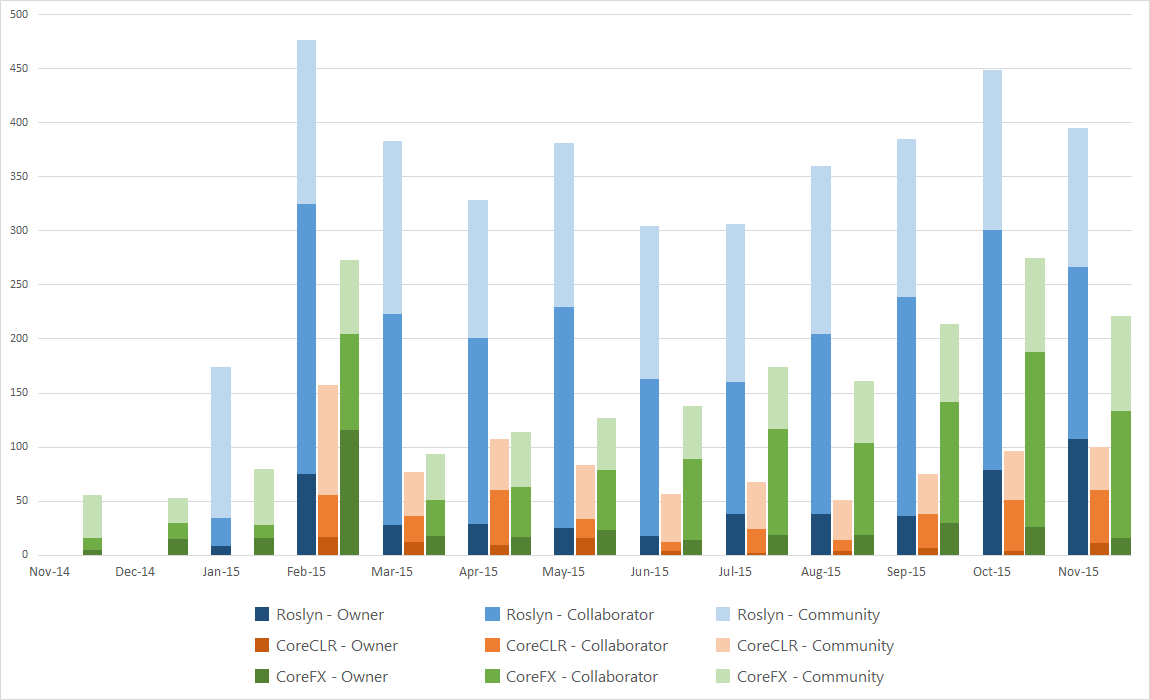 500
450
400
350
300
250
200
150
100
50
0
Nov-14 Dec-14 Jan-15 Feb-15 Mar-15 Apr-15 May-15 Jun-15 Jul-15 Aug-15 Sep-15 Oct-15 Nov-15
Roslyn - Owner Roslyn - Collaborator Roslyn - Community
CoreCLR - Owner CoreCLR - Collaborator CoreCLR - Community
CoreFX - Owner CoreFX - Collaborator CoreFX - Community